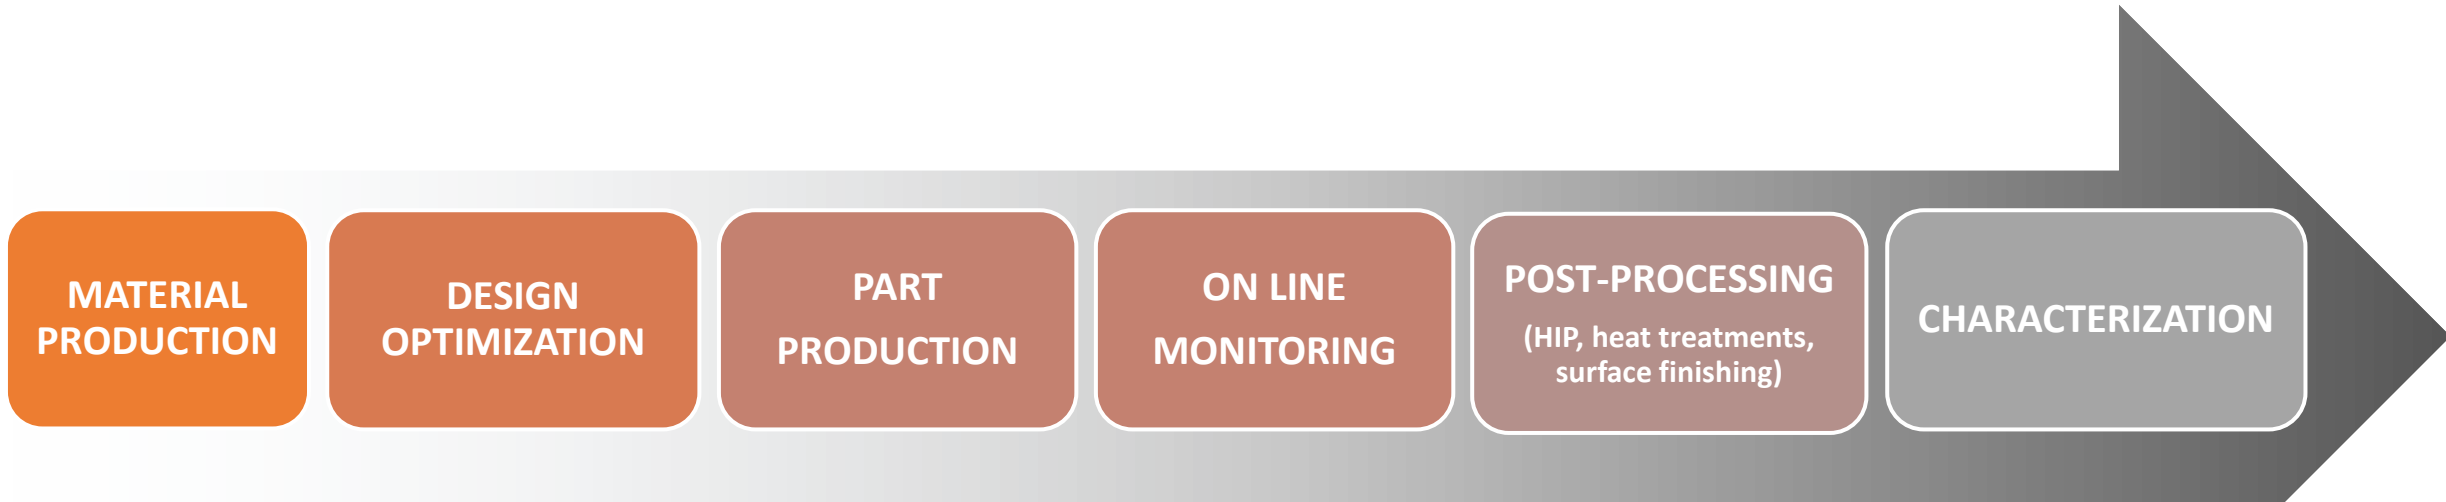 MATERIAL
PRODUCTION
DESIGN
OPTIMIZATION
PART
PRODUCTION
ON LINE
MONITORING
POST-PROCESSING
(HIP, heat treatments,
surface finishing)
CHARACTERIZATION